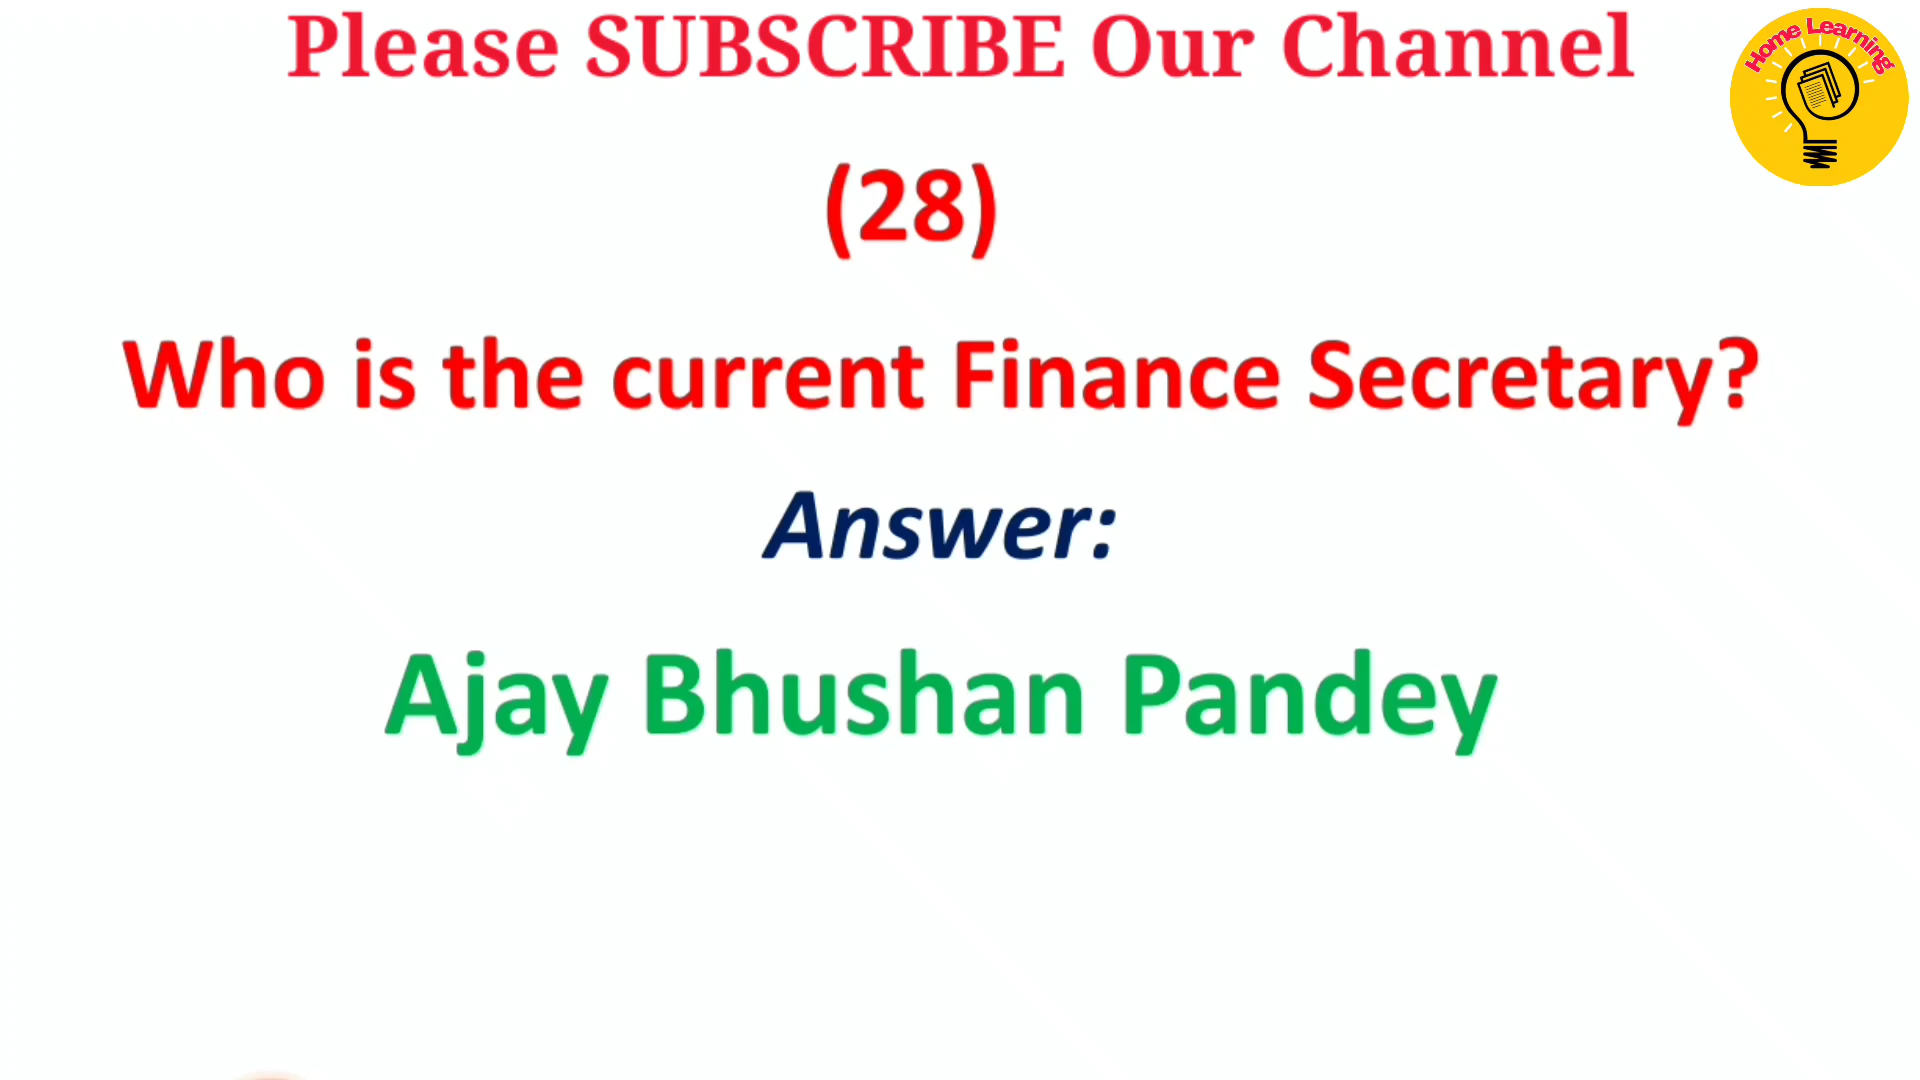 Please SUBSCRIBE Our Channel
Home Learning
(28)
Who is the current Finance Secretary?
Answer:
Ajay Bhushan Pandey